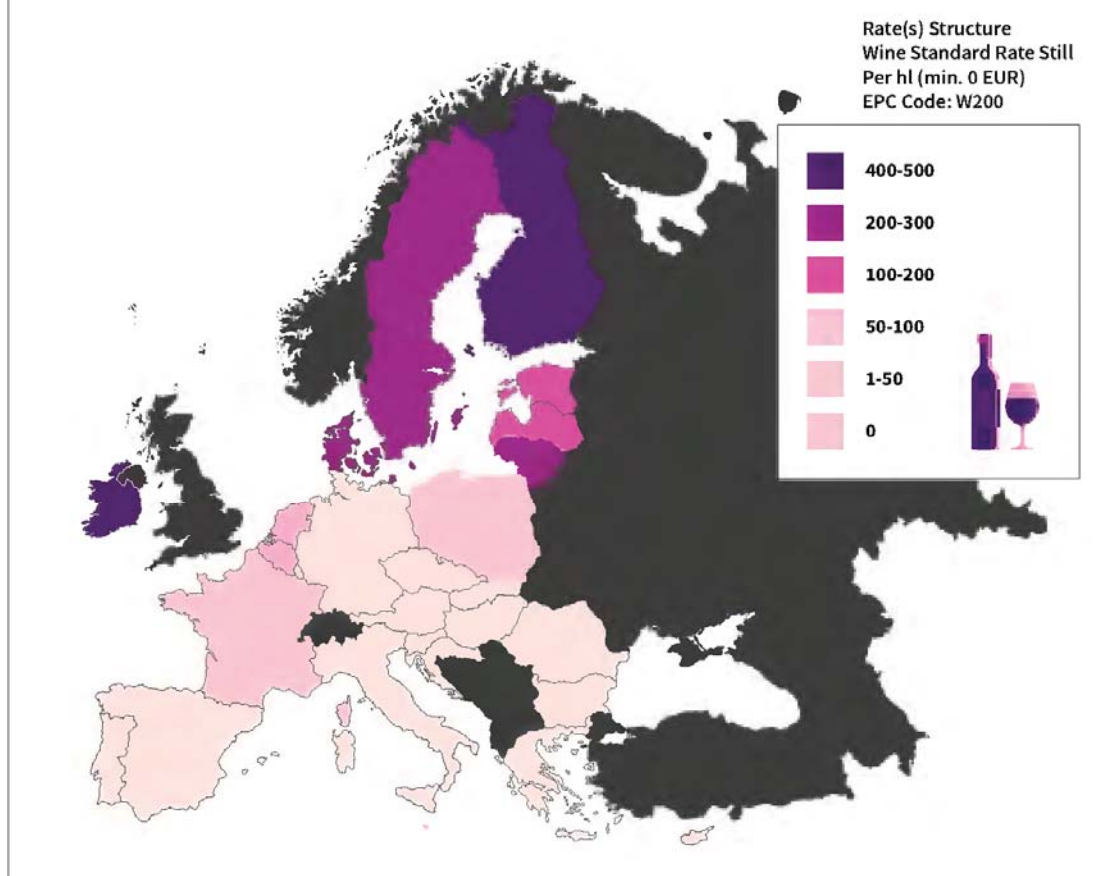 Rate(s) Structure
Wine Standard Rate Still
Per hl (min. 0 EUR)
EPC Code: W200
400-500
200-300
100-200
50-100
1-50
0